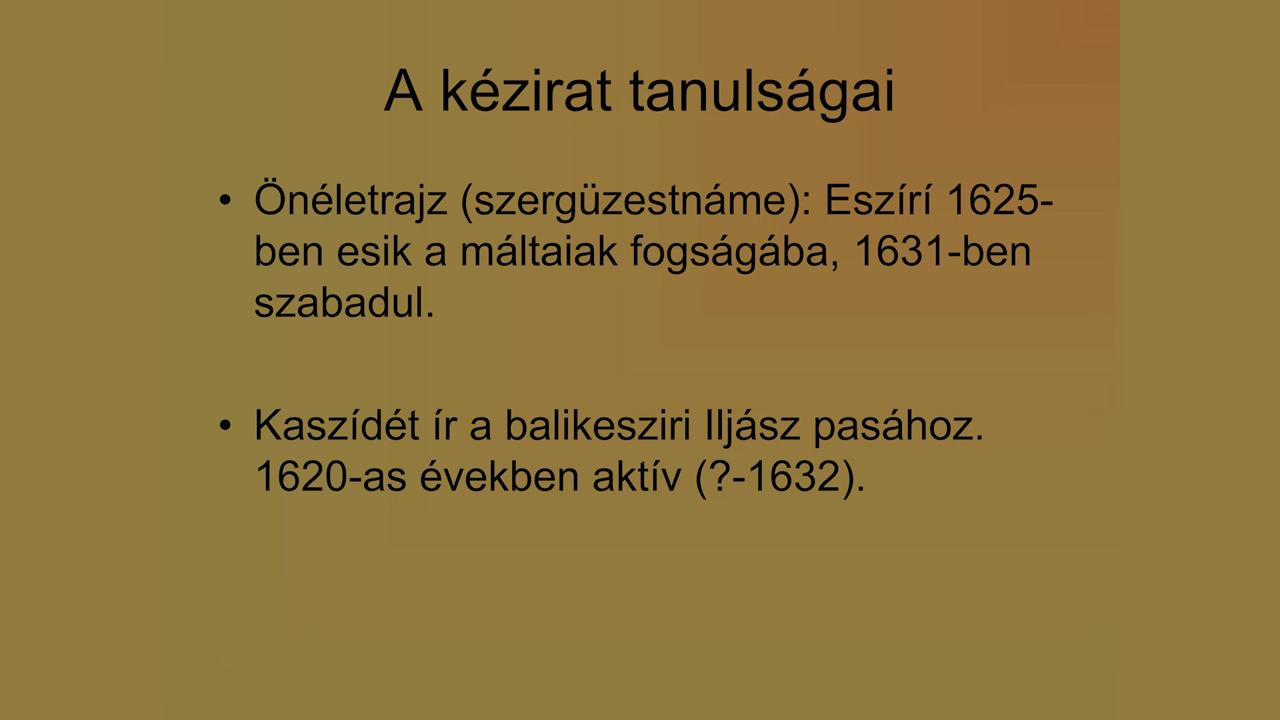 A kézirat tanulságai
• Önéletrajz (szergüzestnáme): Eszírí 1625-
ben esik a máltaiak fogságába, 1631-ben
szabadul.
• Kaszídét ír a balikesziri Iljász pasához.
1620-as években aktív (?-1632).